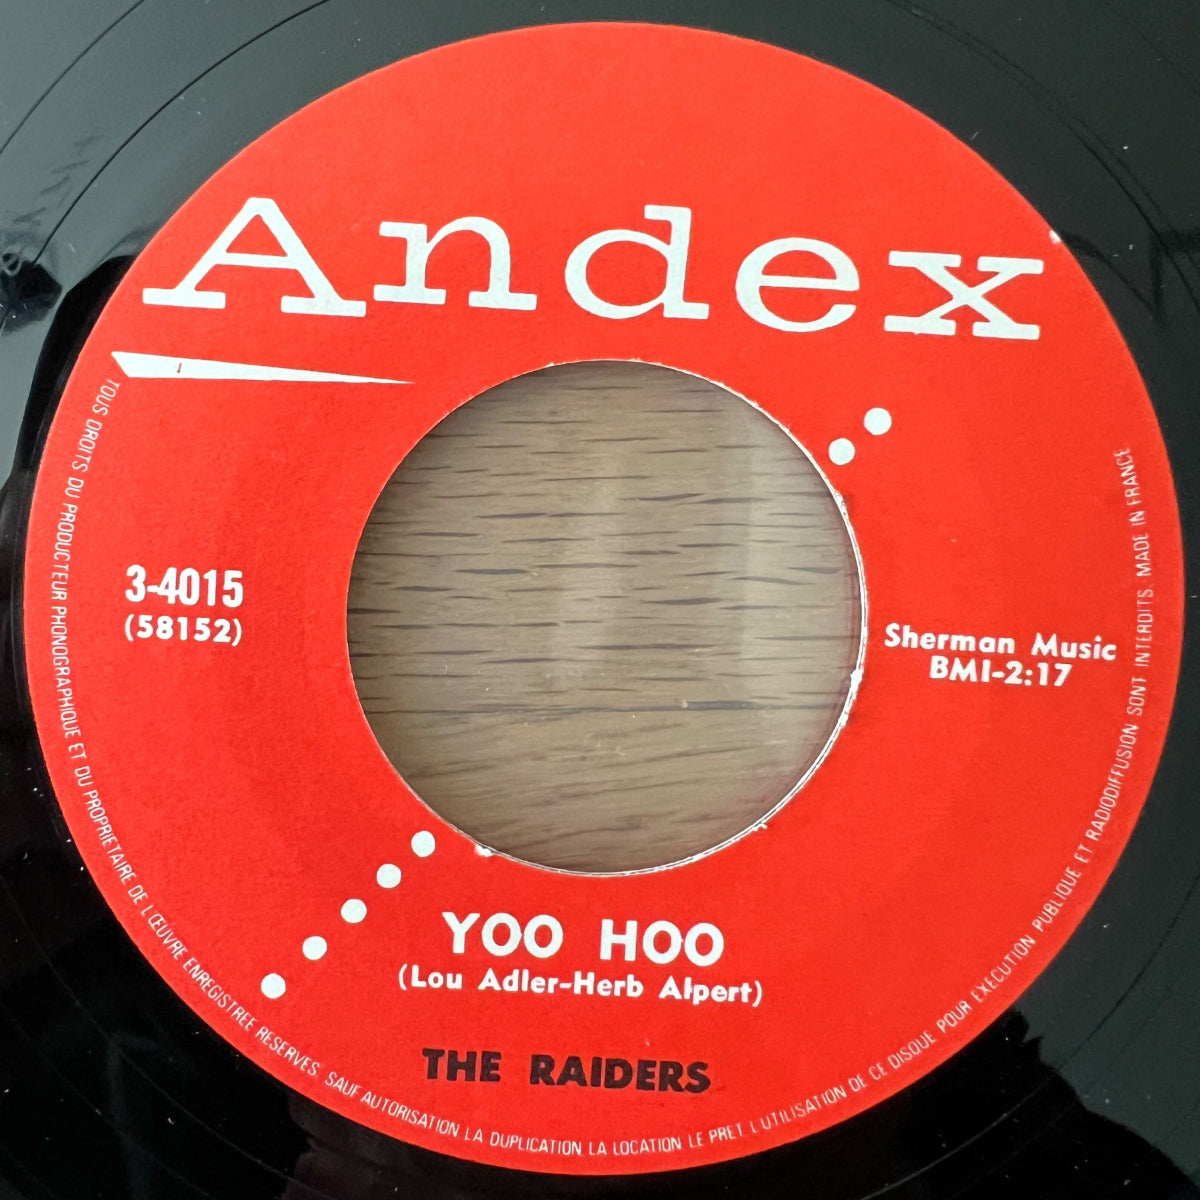 Andex
3-4015
(58152)
Sherman Music
BMI-2:17
YOO HOO
(Lou Adler-Herb Alpert)
THE RAIDERS
TOUS DROITS DU PRODUCTEUR PHONOGRAPHIQUE ET DU PROPRIETAIRE DE L'ŒUVRE ENREGISTREE RESERVES SAUF AUTORISATION LA DUPLICATION LA LOCATION LE PRET L'UTILISATION DE CE DISQUE POUR EXECUTION PUBLIQUE ET RADIODIFFUSION SONT INTERDITS MADE IN FRANCE